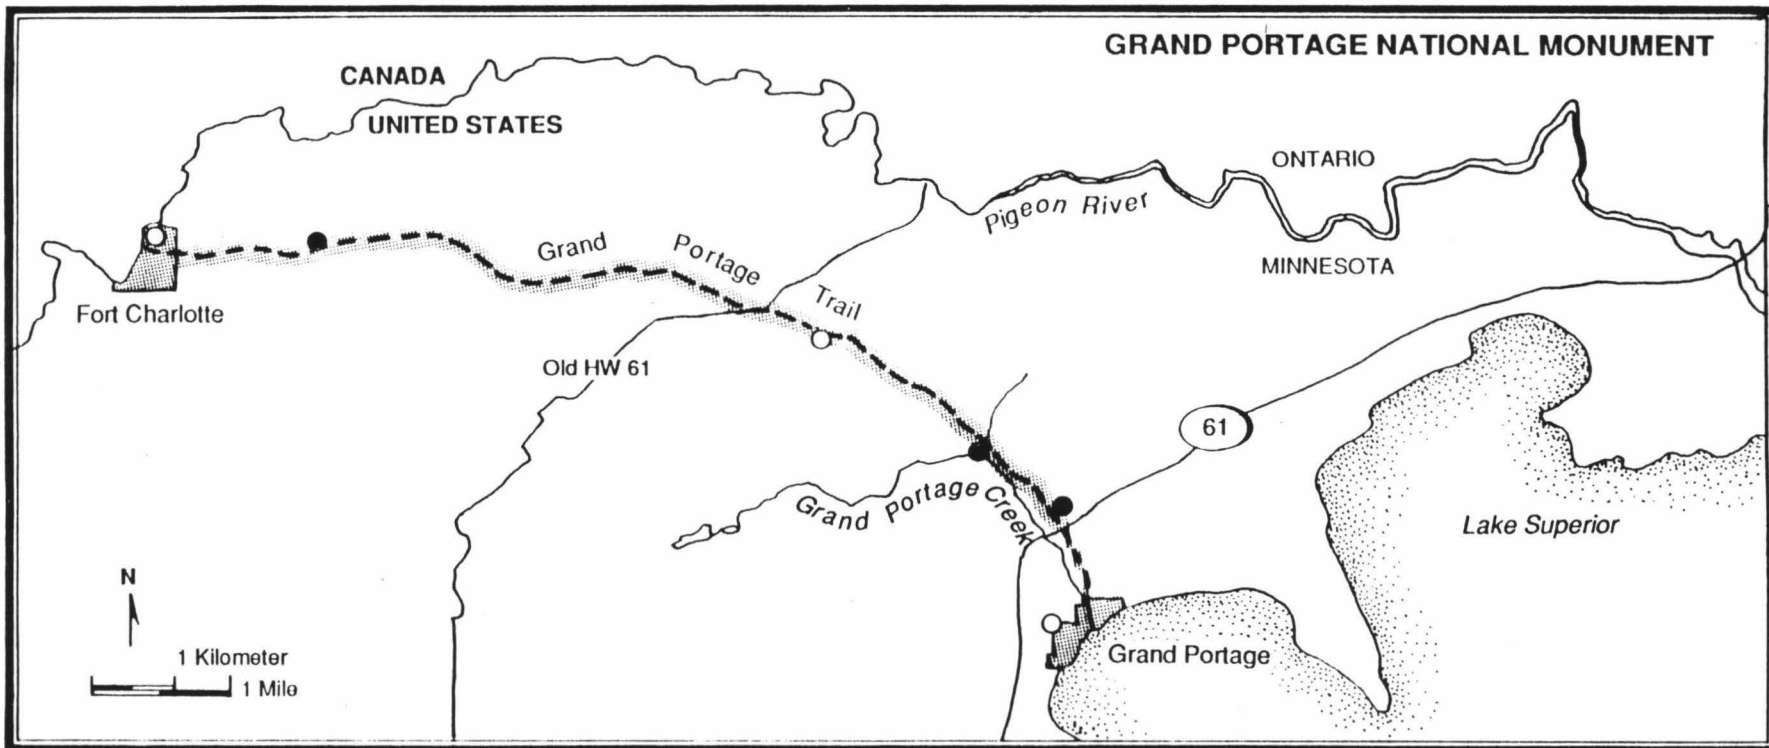 GRAND PORTAGE NATIONAL MONUMENT
CANADA
UNITED STATES
ONTARIO
Pigeon River
MINNESOTA
Grand Portage Trail
Fort Charlotte
Old HW 61
61
Grand Portage Creek
Lake Superior
N
1 Kilometer
1 Mile
Grand Portage